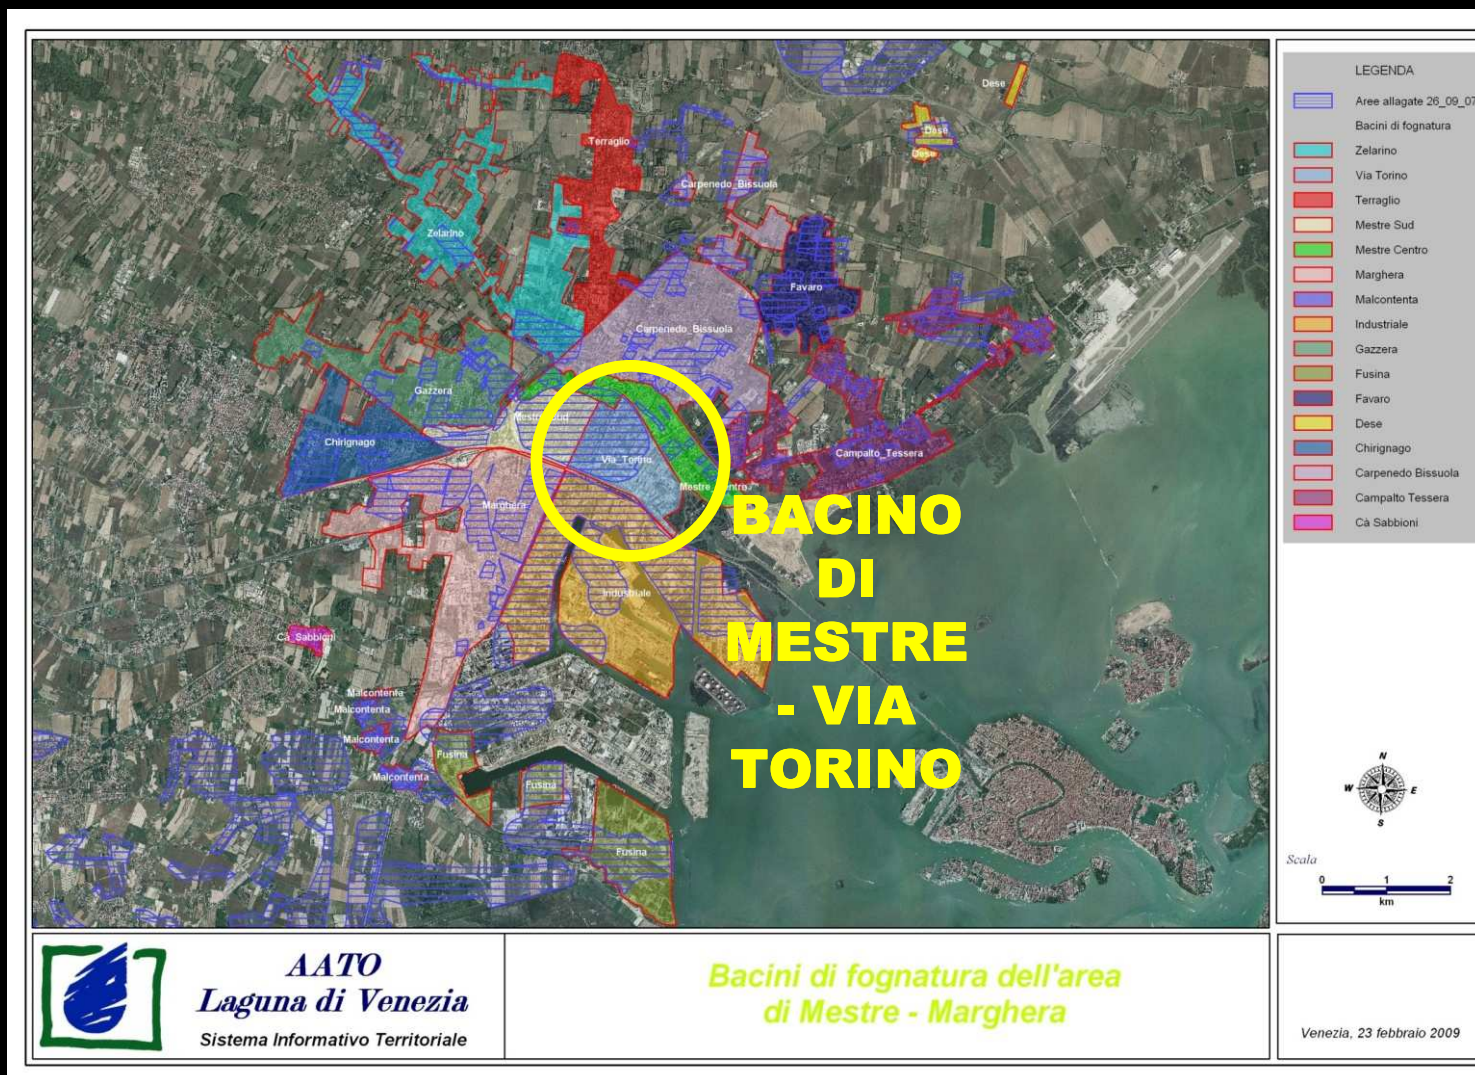 Dese
Dese
Dese
Terraglio
Carpenedo_Bissuola
Zelarino
Favaro
Carpenedo_Bissuola
Gazzera
Chirignago
Via_Torino
Campalto_Tessera
Marghera
Industriale
Cà_Sabbioni
Malcontenta
Malcontenta
Malcontenta
Malcontenta
Fusina
Fusina
Fusina
BACINO
DI
MESTRE
- VIA
TORINO
LEGENDA
Aree allagate 26_09_07
Bacini di fognatura
Zelarino
Via Torino
Terraglio
Mestre Sud
Mestre Centro
Marghera
Malcontenta
Industriale
Gazzera
Fusina
Favaro
Dese
Chirignago
Carpenedo Bissuola
Campalto Tessera
Cà Sabbioni
N
W E
S
Scala
0 1 2
km
AATO
Laguna di Venezia
Sistema Informativo Territoriale
Bacini di fognatura dell'area
di Mestre - Marghera
Venezia, 23 febbraio 2009